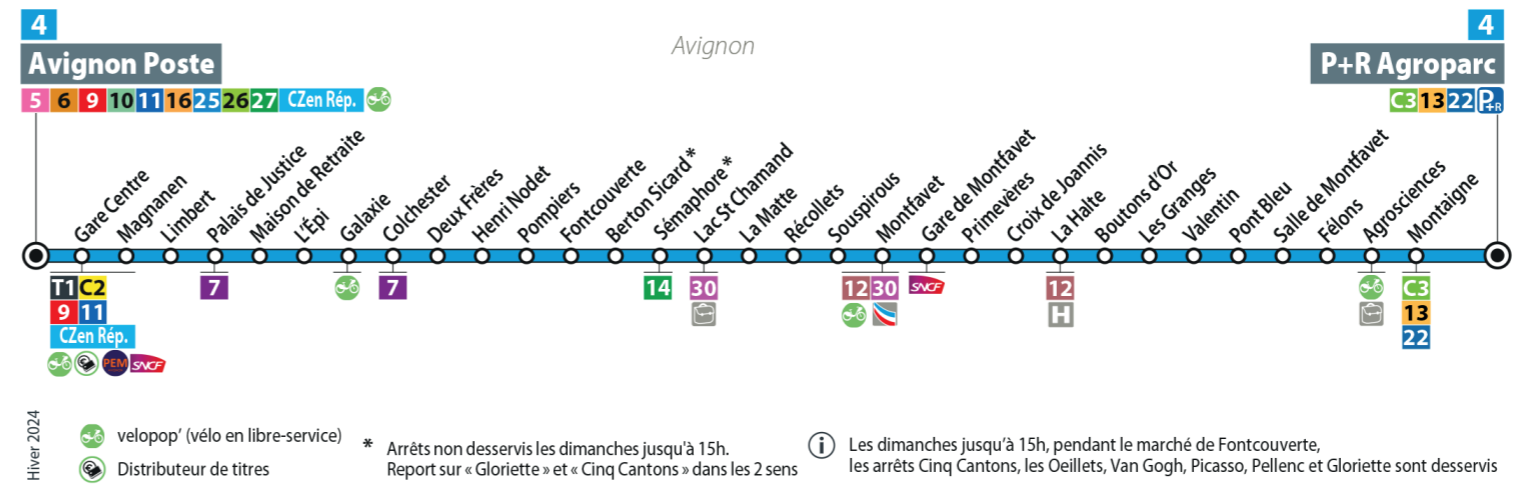 4
4
Avignon
Avignon Poste
P+R Agroparc
5 6 9 10 11 16 25 26 27 CZen Rép.
C3 13 22 P+R
Gare Centre
Magnanen
Limbert
Palais de Justice
Maison de Retraite
L'Épi
Galaxie
Colchester
Deux Frères
Henri Nodet
Pompiers
Fontcouverte
Berton Sicard *
Sémaphore *
Lac St Chamand
La Matte
Récollets
Souspirous
Montfavet
Gare de Montfavet
Primevères
Croix de Joannis
La Halte
Boutons d'Or
Les Granges
Valentin
Pont Bleu
Salle de Montfavet
Félons
Agrosciences
Montaigne
T1 C2
9 11
CZen Rép.
PEM SNCF
7
7
14
30
12 30
SNCF
12
H
C3
13
22
Hiver 2024
velopop' (vélo en libre-service)
Distributeur de titres
* Arrêts non desservis les dimanches jusqu'à 15h.
Report sur « Gloriette » et « Cinq Cantons » dans les 2 sens
i Les dimanches jusqu'à 15h, pendant le marché de Fontcouverte,
les arrêts Cinq Cantons, les Oeillets, Van Gogh, Picasso, Pellenc et Gloriette sont desservis